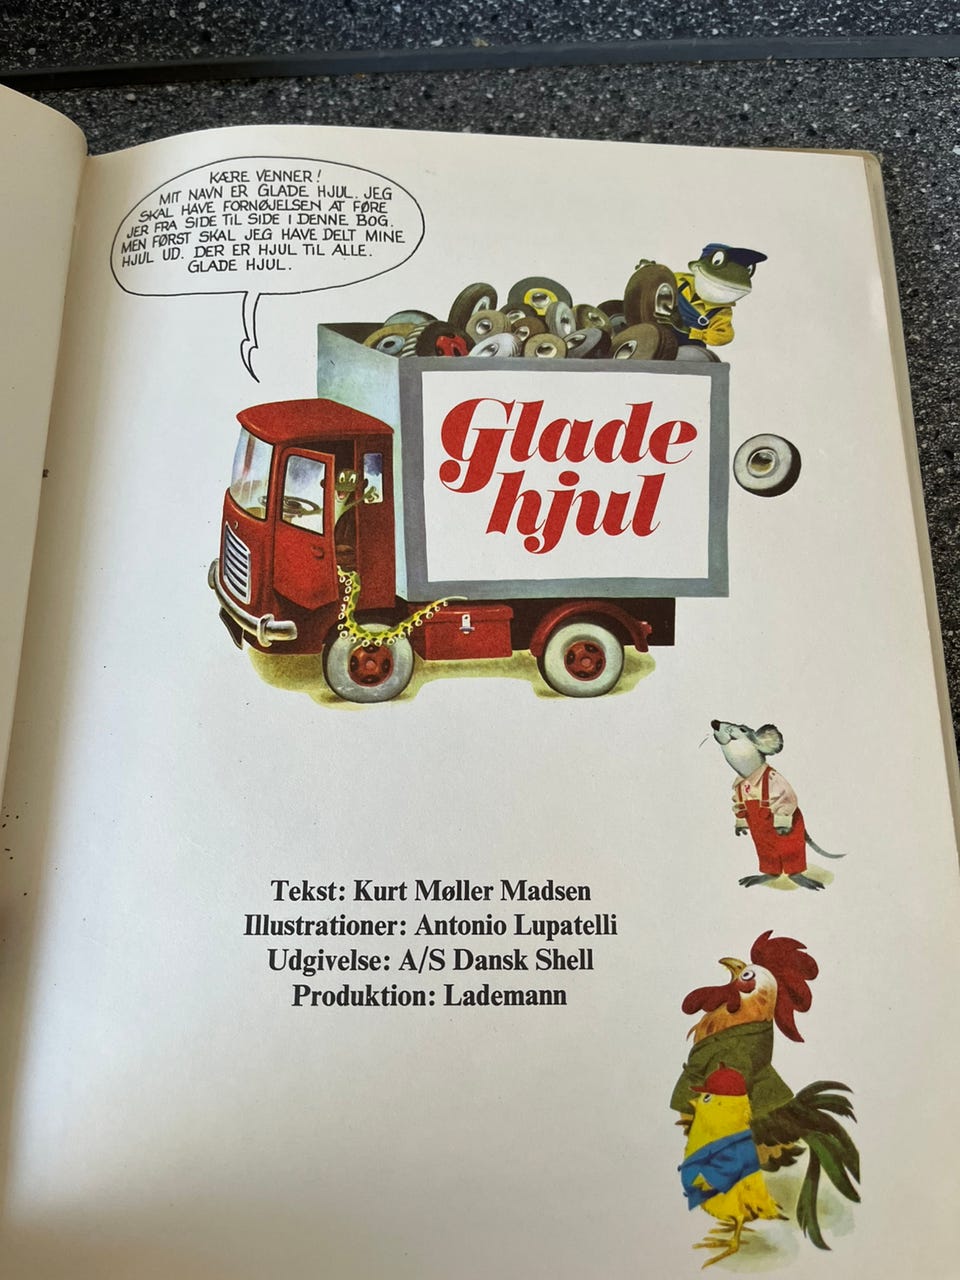 KÆRE VENNER!
MIT NAVN ER GLADE HJUL. JEG
SKAL HAVE FORNØJELSEN AT FØRE
JER FRA SIDE TIL SIDE I DENNE BOG.
MEN FØRST SKAL JEG HAVE DELT MINE
HJUL UD. DER ER HJUL TIL ALLE.
GLADE HJUL.
Glade
hjul
Tekst: Kurt Møller Madsen
Illustrationer: Antonio Lupatelli
Udgivelse: A/S Dansk Shell
Produktion: Lademann